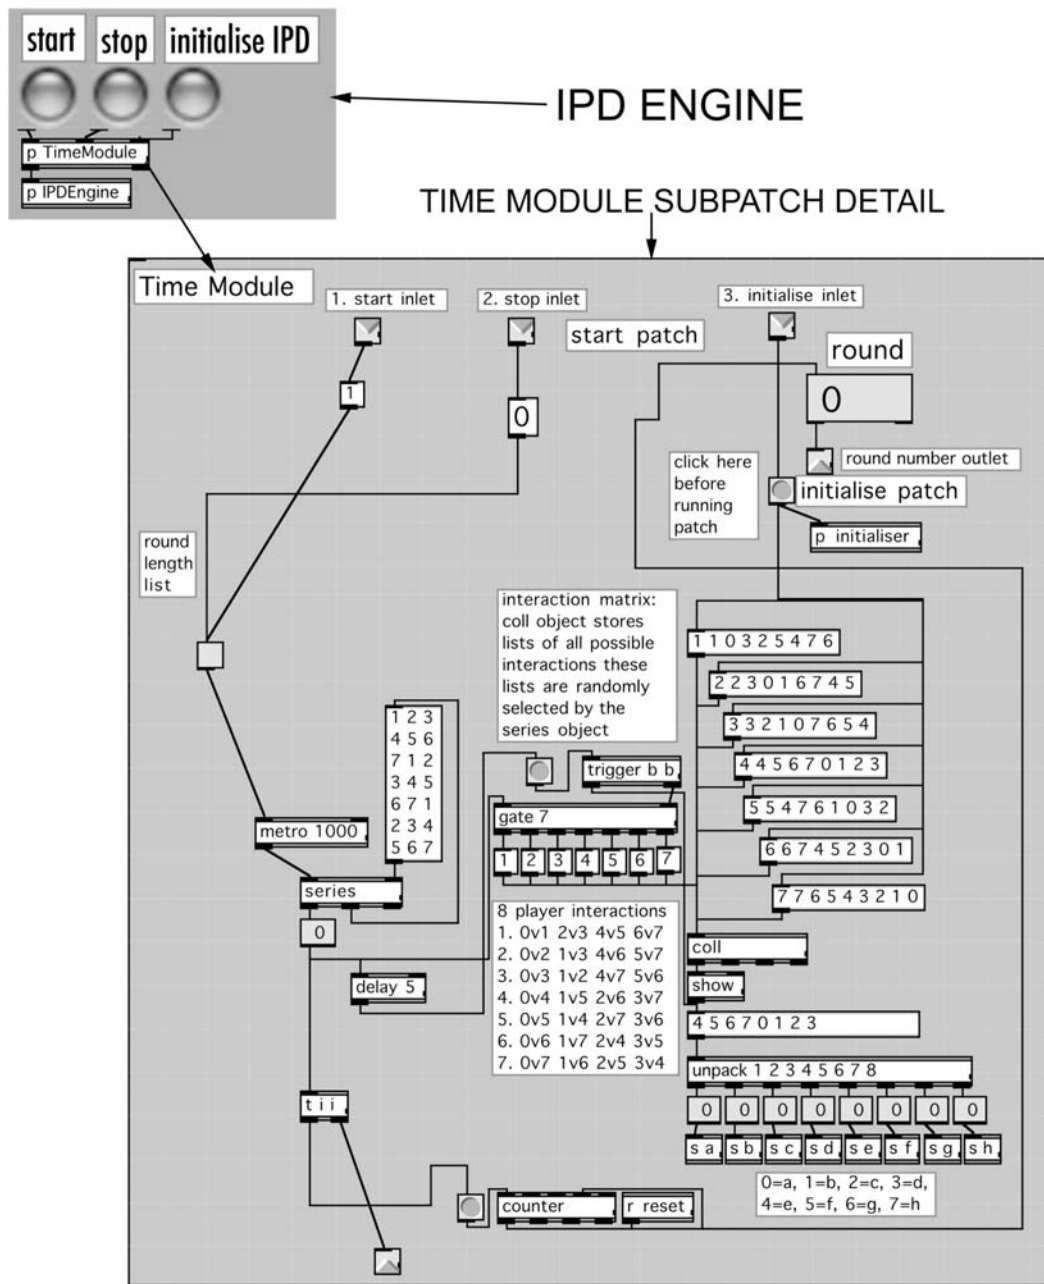 start stop initialise IPD
IPD ENGINE
p TimeModule
p IPDEngine
TIME MODULE SUBPATCH DETAIL
Time Module
1. start inlet
2. stop inlet
3. initialise inlet
start patch
round
1
0
0
round number outlet
click here
before
running
patch
initialise patch
p initialiser
round
length
list
interaction matrix:
coll object stores
lists of all possible
interactions these
lists are randomly
selected by the
series object
1 1 0 3 2 5 4 7 6
2 2 3 0 1 6 7 4 5
3 3 2 1 0 7 6 5 4
4 4 5 6 7 0 1 2 3
5 5 4 7 6 1 0 3 2
6 6 7 4 5 2 3 0 1
7 7 6 5 4 3 2 1 0
1 2 3
4 5 6
7 1 2
3 4 5
6 7 1
2 3 4
5 6 7
trigger b b
gate 7
metro 1000
1 2 3 4 5 6 7
series
0
delay 5
8 player interactions
1. 0v1 2v3 4v5 6v7
2. 0v2 1v3 4v6 5v7
3. 0v3 1v2 4v7 5v6
4. 0v4 1v5 2v6 3v7
5. 0v5 1v4 2v7 3v6
6. 0v6 1v7 2v4 3v5
7. 0v7 1v6 2v5 3v4
coll
show
4 5 6 7 0 1 2 3
unpack 1 2 3 4 5 6 7 8
0 0 0 0 0 0 0 0
s a s b s c s d s e s f s g s h
t i i
0=a, 1=b, 2=c, 3=d,
4=e, 5=f, 6=g, 7=h
counter
r reset